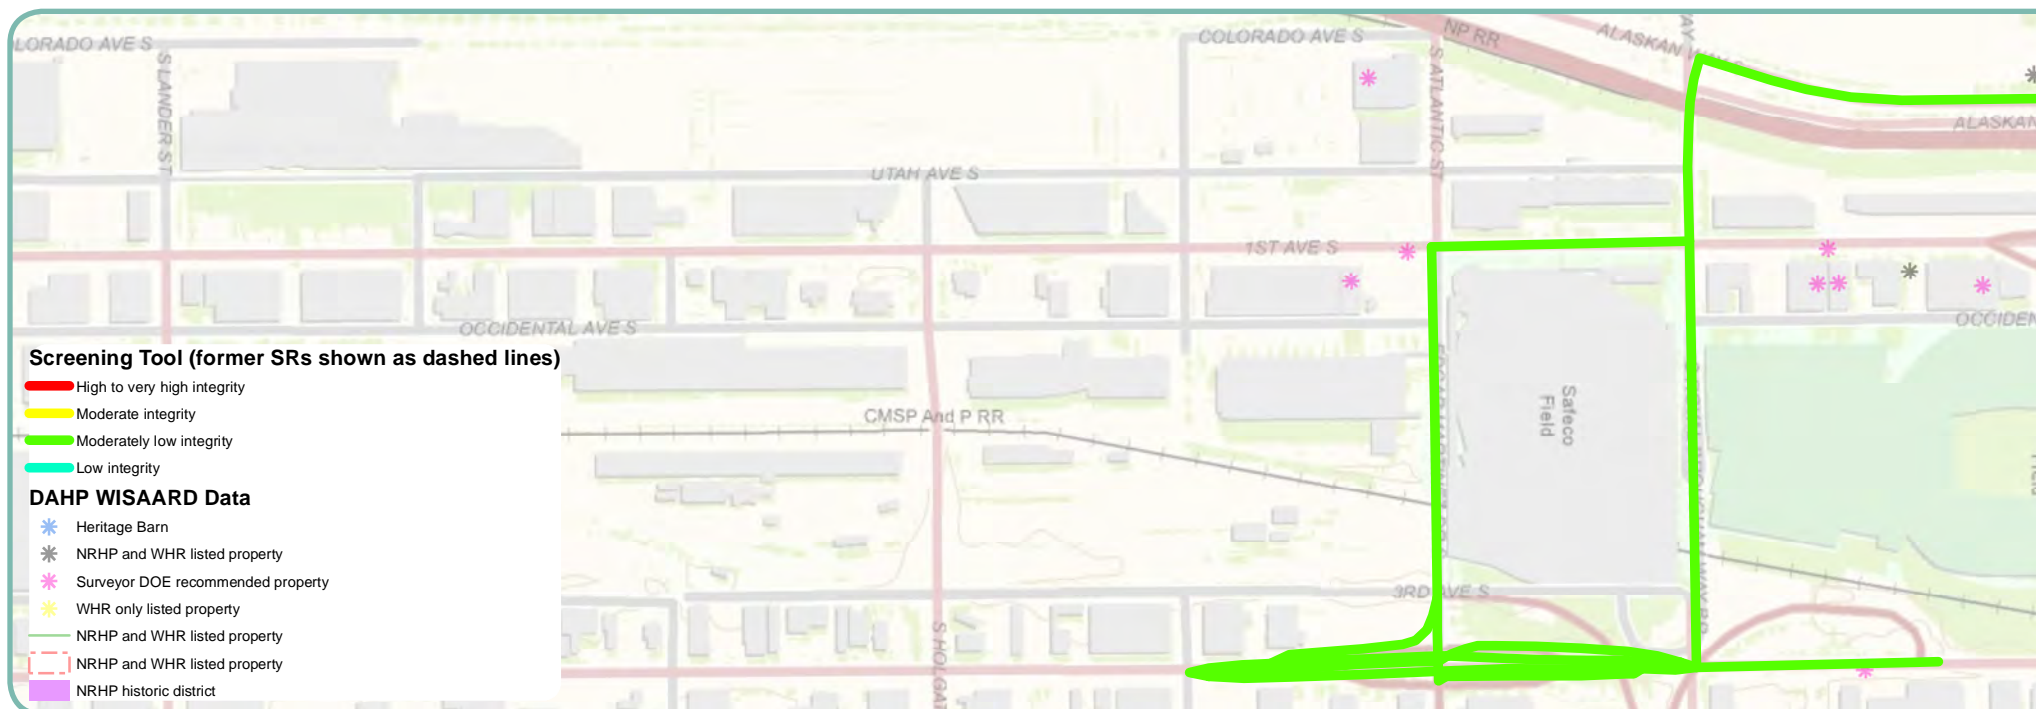 COLORADO AVE S
NP RR
ALASKAN WAY S
LORADO AVE S
S LANDER ST
S ATLANTIC ST
ALASKAN
UTAH AVE S
1ST AVE S
OCCIDENTAL AVE S
OCCIDEN
Screening Tool (former SRs shown as dashed lines)
High to very high integrity
Moderate integrity
Moderately low integrity
Low integrity
DAHP WISAARD Data
Heritage Barn
NRHP and WHR listed property
Surveyor DOE recommended property
WHR only listed property
NRHP and WHR listed property
NRHP and WHR listed property
NRHP historic district
CMSP And P RR
Safeco
Field
3RD AVE S
S HOLGAT